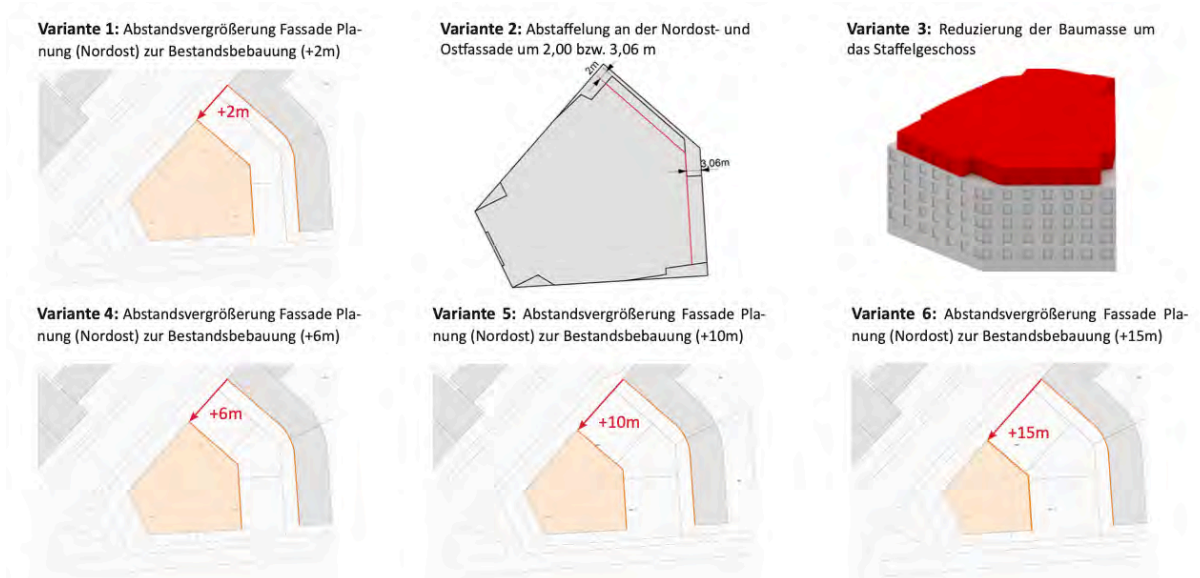 Variante 1: Abstandsvergrößerung Fassade Pla-
nung (Nordost) zur Bestandsbebauung (+2m)
+2m
Variante 2: Abstaffelung an der Nordost- und
Ostfassade um 2,00 bzw. 3,06 m
2m
3,06m
Variante 3: Reduzierung der Baumasse um
das Staffelgeschoss
Variante 4: Abstandsvergrößerung Fassade Pla-
nung (Nordost) zur Bestandsbebauung (+6m)
+6m
Variante 5: Abstandsvergrößerung Fassade Pla-
nung (Nordost) zur Bestandsbebauung (+10m)
+10m
Variante 6: Abstandsvergrößerung Fassade Pla-
nung (Nordost) zur Bestandsbebauung (+15m)
+15m